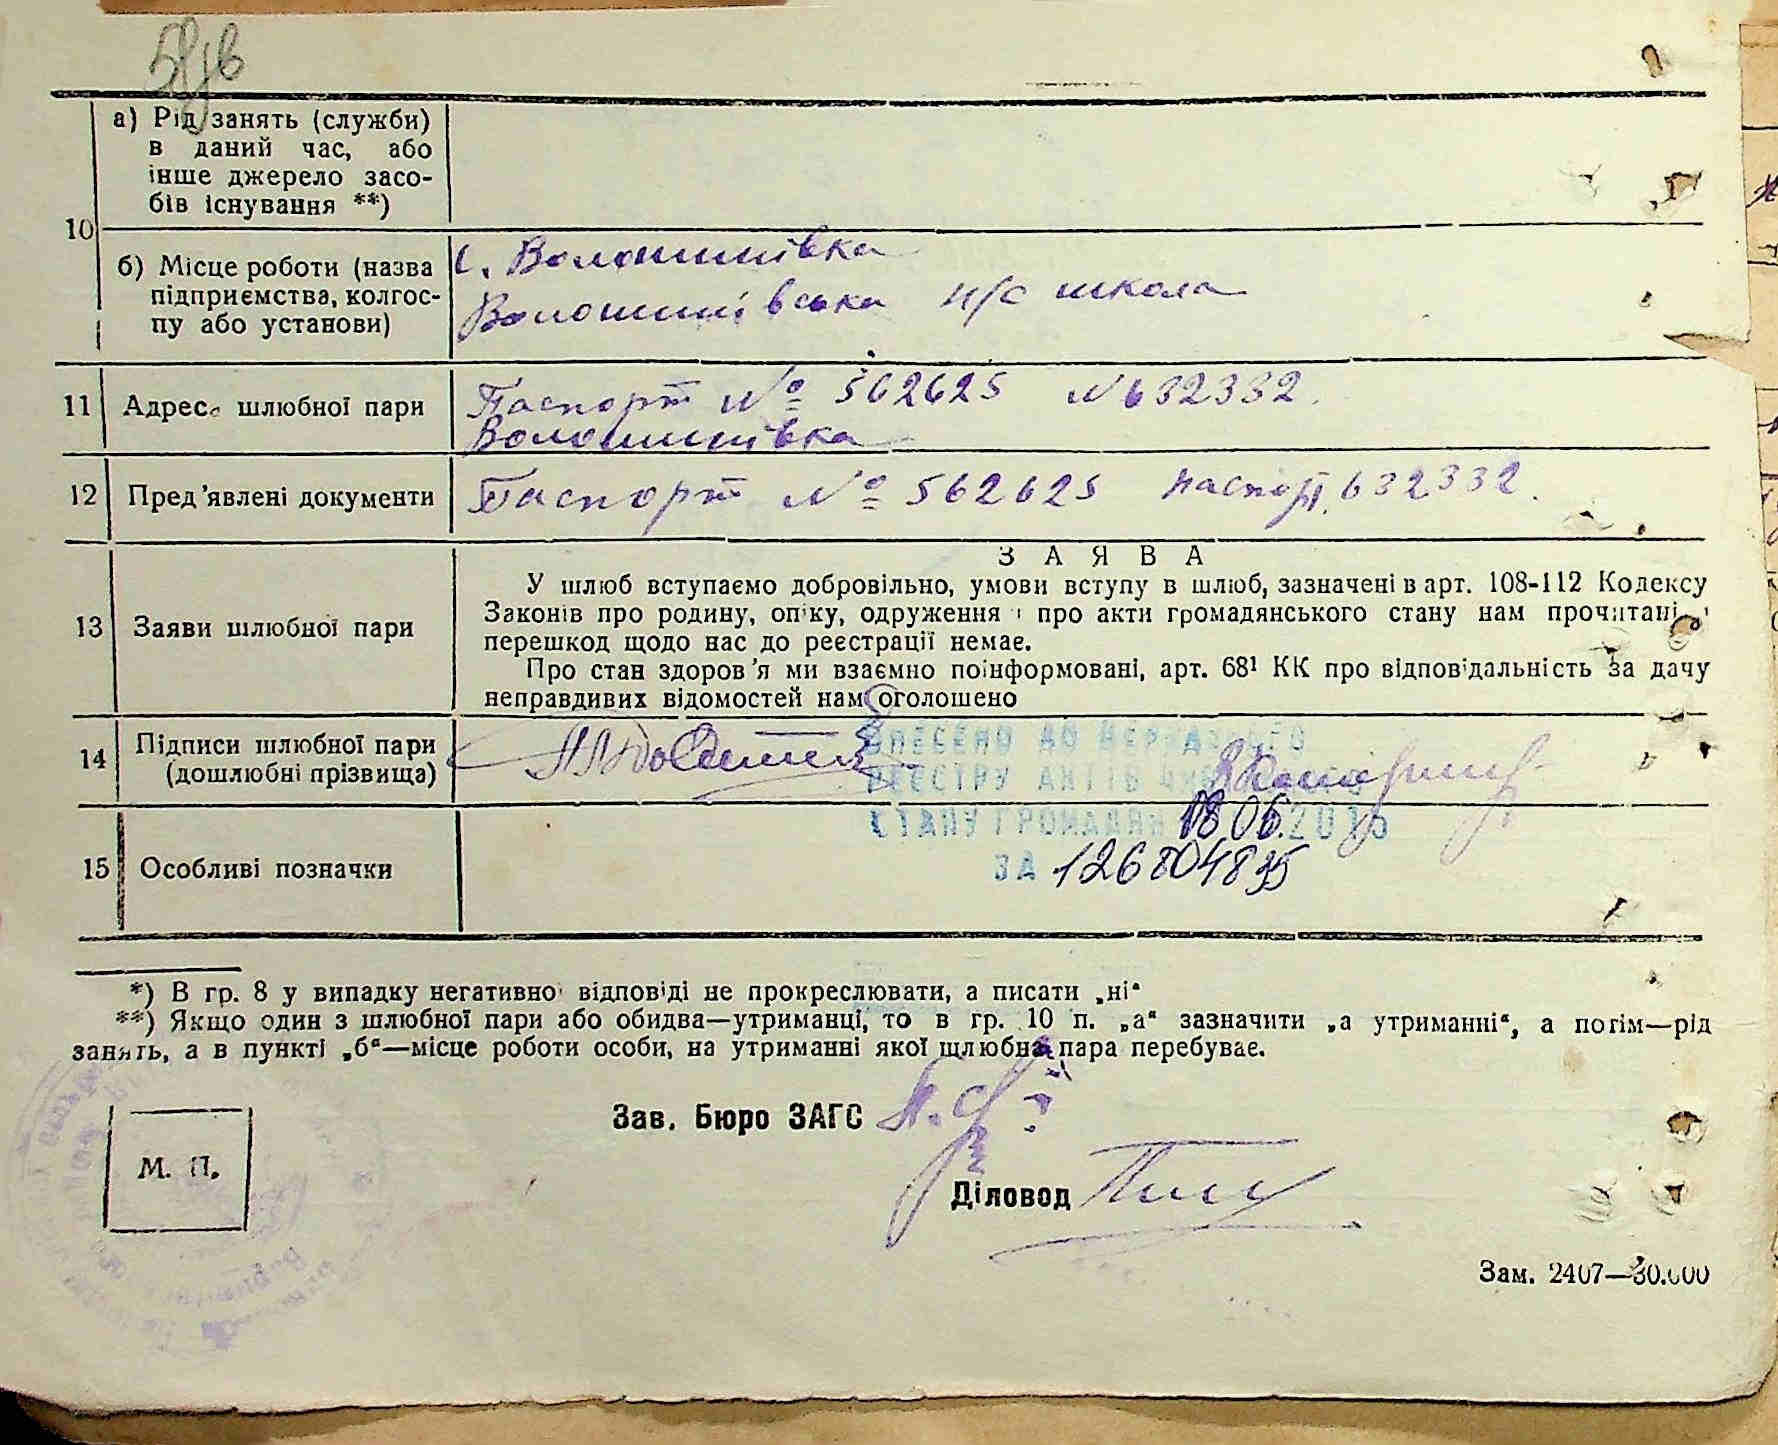 10
а) Рід занять (служби)
в даний час, або
інше джерело засо-
бів існування **)
б) Місце роботи (назва
підприємства, колгос-
пу або установи)
с. Волошинівка
Волошинівська н/с школа
11 Адреса шлюбної пари
Паспорт № 562625 N 632332.
Волошинівка
12 Пред'явлені документи
Паспорт № 562625 паспорт 632332.
13 Заяви шлюбної пари
ЗАЯВА
У шлюб вступаємо добровільно, умови вступу в шлюб, зазначені в арт. 108-112 Кодексу
Законів про родину, опіку, одруження і про акти громадянського стану нам прочитані і
перешкод щодо нас до реєстрації немає.
Про стан здоров'я ми взаємно поінформовані, арт. 68¹ КК про відповідальність за дачу
неправдивих відомостей нам оголошено
14 Підписи шлюбної пари
(дошлюбні прізвища)
ВНЕСЕНО ДО ДЕРЖАВНОГО
РЕЄСТРУ АКТІВ ЦИВІЛЬНОГО
СТАНУ ГРОМАДЯН 18.06.2015
ЗА 126804835
15 Особливі позначки
*) В гр. 8 у випадку негативної відповіді не прокреслювати, а писати „ні“
**) Якщо один з шлюбної пари або обидва—утриманці, то в гр. 10 п. „а“ зазначити „а утриманні“, а потім—рід
занять, а в пункті „б“—місце роботи особи, на утриманні якої щлюбна пара перебуває.
Зав. Бюро ЗАГС
М. П.
Діловод
Зам. 2407—30.000